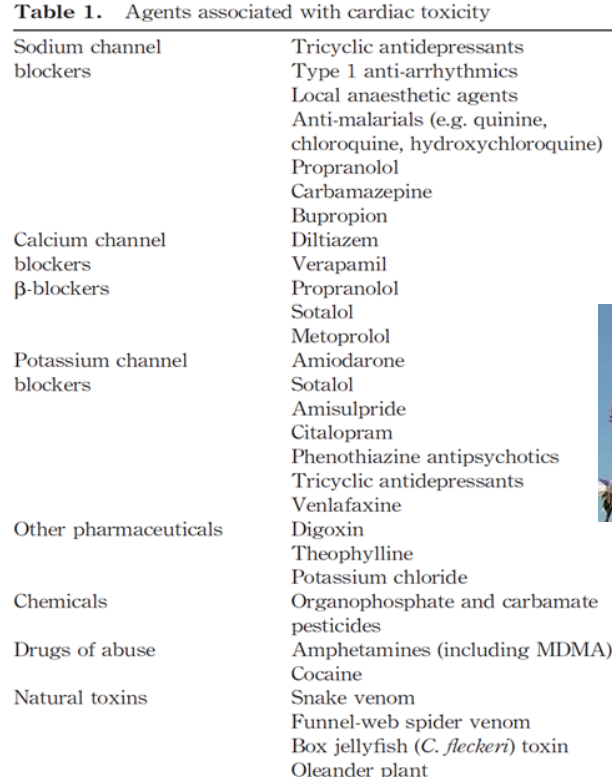 Table 1. Agents associated with cardiac toxicity
Sodium channel Tricyclic antidepressants
blockers Type 1 anti-arrhythmics
Local anaesthetic agents
Anti-malarials (e.g. quinine,
chloroquine, hydroxychloroquine)
Propranolol
Carbamazepine
Bupropion
Calcium channel Diltiazem
blockers Verapamil
β-blockers Propranolol
Sotalol
Metoprolol
Potassium channel Amiodarone
blockers Sotalol
Amisulpride
Citalopram
Phenothiazine antipsychotics
Tricyclic antidepressants
Venlafaxine
Other pharmaceuticals Digoxin
Theophylline
Potassium chloride
Chemicals Organophosphate and carbamate
pesticides
Drugs of abuse Amphetamines (including MDMA)
Cocaine
Natural toxins Snake venom
Funnel-web spider venom
Box jellyfish (C. fleckeri) toxin
Oleander plant